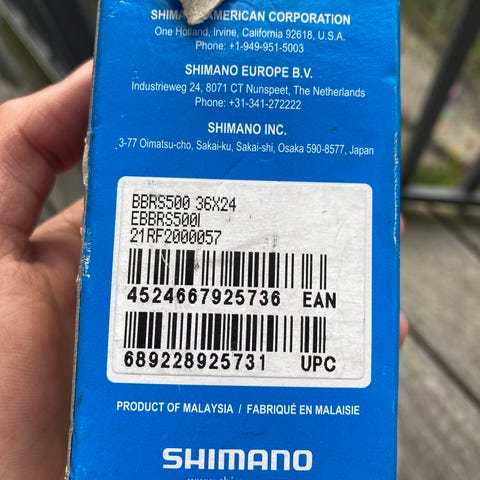 SHIMANO AMERICAN CORPORATION
One Holland, Irvine, California 92618, U.S.A.
Phone: +1-949-951-5003
SHIMANO EUROPE B.V.
Industrieweg 24, 8071 CT Nunspeet, The Netherlands
Phone: +31-341-272222
SHIMANO INC.
3-77 Oimatsu-cho, Sakai-ku, Sakai-shi, Osaka 590-8577, Japan
BBRS500 36X24
EBBRS500I
21RF2000057
4524667925736 EAN
689228925731 UPC
PRODUCT OF MALAYSIA / FABRIQUÉ EN MALAISIE
SHIMANO